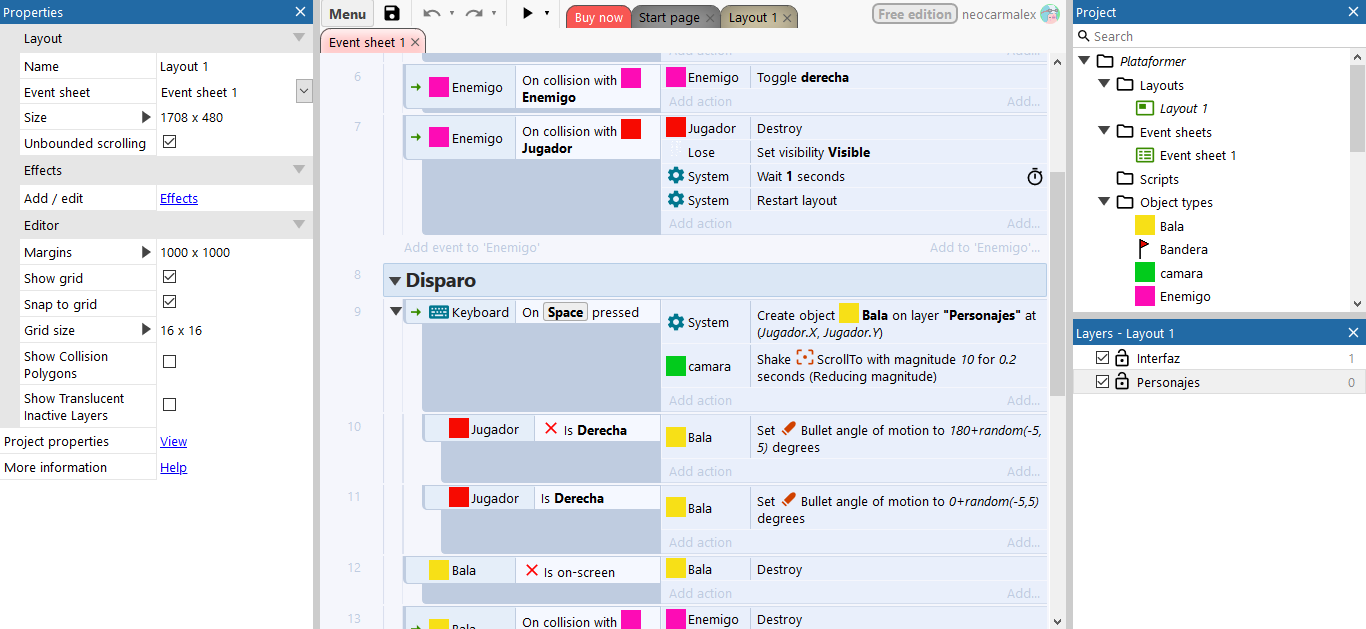 Properties
Layout
Name Layout 1
Event sheet Event sheet 1
Size 1708 x 480
Unbounded scrolling
Effects
Add / edit Effects
Editor
Margins 1000 x 1000
Show grid
Snap to grid
Grid size 16 x 16
Show Collision
Polygons
Show Translucent
Inactive Layers
Project properties View
More information Help
Menu
Buy now
Start page
Layout 1
Free edition
neocarmalex
Event sheet 1
6
Enemigo
On collision with
Enemigo
Enemigo Toggle derecha
Add action Add...
7
Enemigo
On collision with
Jugador
Jugador Destroy
Lose Set visibility Visible
System Wait 1 seconds
System Restart layout
Add action Add...
Add event to 'Enemigo' Add to 'Enemigo'...
8
Disparo
9
Keyboard On Space pressed
System
Create object Bala on layer "Personajes" at
(Jugador.X, Jugador.Y)
camara
Shake ScrollTo with magnitude 10 for 0.2
seconds (Reducing magnitude)
Add action Add...
10
Jugador Is Derecha
Bala
Set Bullet angle of motion to 180+random(-5,
5) degrees
Add action Add...
11
Jugador Is Derecha
Bala
Set Bullet angle of motion to 0+random(-5,5)
degrees
Add action Add...
12
Bala Is on-screen
Bala Destroy
Add action Add...
13
Bala On collision with
Enemigo Destroy
Project
Search
Plataformer
Layouts
Layout 1
Event sheets
Event sheet 1
Scripts
Object types
Bala
Bandera
camara
Enemigo
Layers - Layout 1
Interfaz 1
Personajes 0